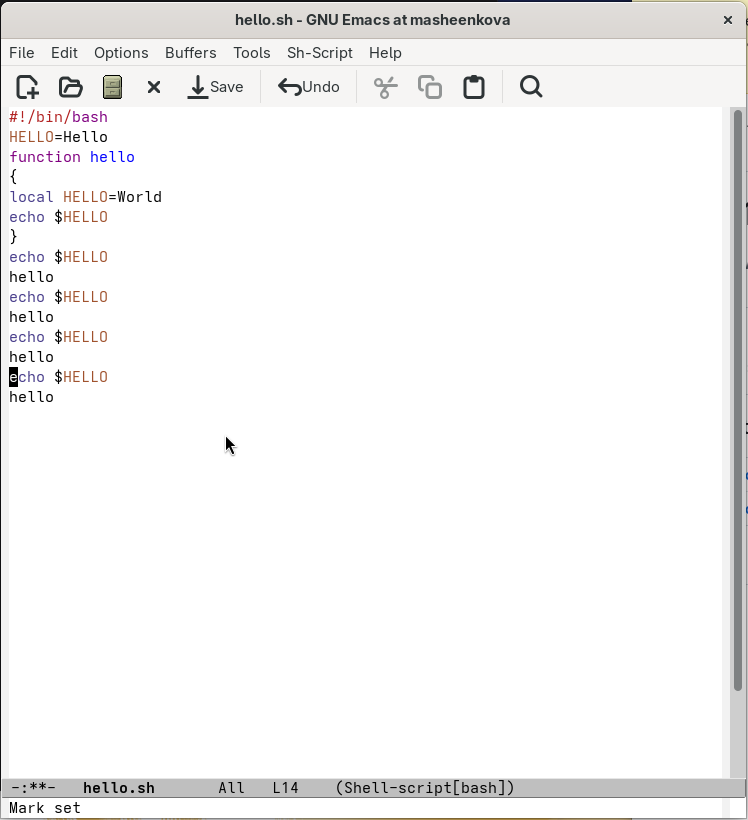 hello.sh - GNU Emacs at masheenkova
File Edit Options Buffers Tools Sh-Script Help
Save Undo
#!/bin/bash
HELLO=Hello
function hello
{
local HELLO=World
echo $HELLO
}
echo $HELLO
hello
echo $HELLO
hello
echo $HELLO
hello
echo $HELLO
hello
-:**- hello.sh All L14 (Shell-script[bash])
Mark set